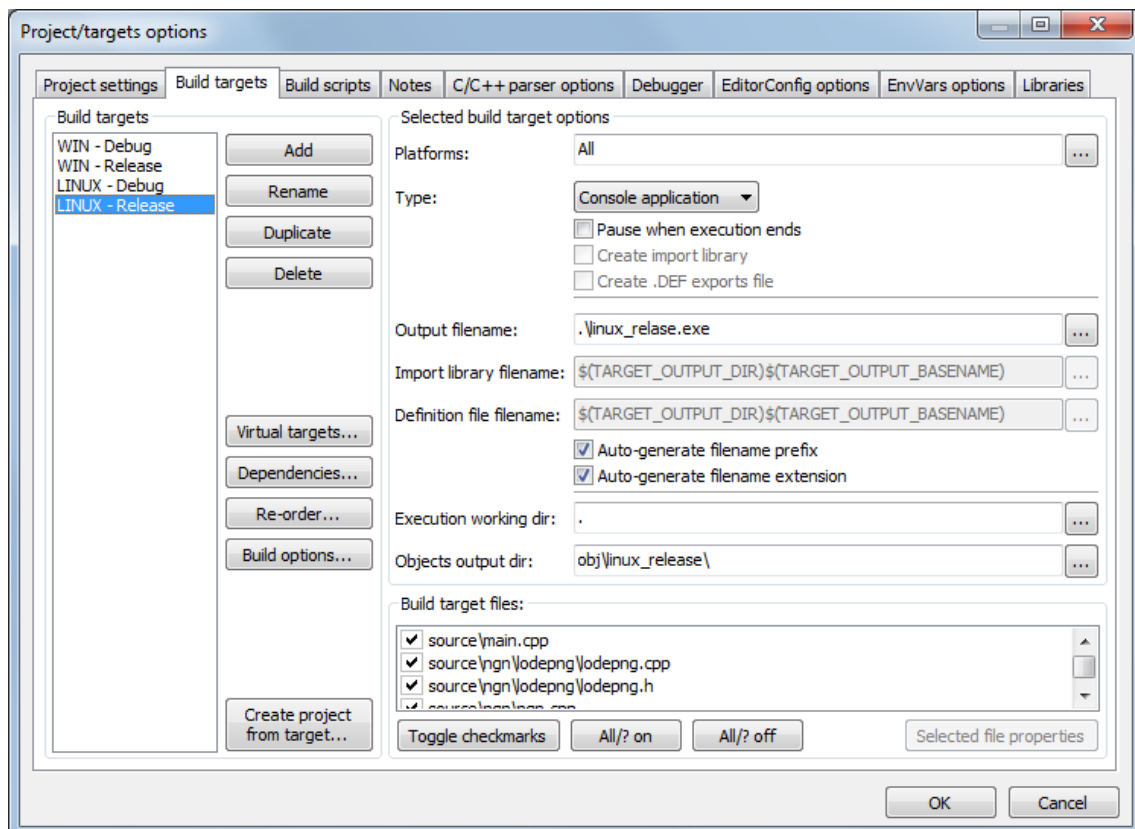 Project/targets options
Project settings Build targets Build scripts Notes C/C++ parser options Debugger EditorConfig options EnvVars options Libraries
Build targets
WIN - Debug
WIN - Release
LINUX - Debug
LINUX - Release
Add
Rename
Duplicate
Delete
Virtual targets...
Dependencies...
Re-order...
Build options...
Create project
from target...
Selected build target options
Platforms: All ...
Type: Console application
Pause when execution ends
Create import library
Create .DEF exports file
Output filename: .\linux_relase.exe ...
Import library filename: $(TARGET_OUTPUT_DIR)$(TARGET_OUTPUT_BASENAME) ...
Definition file filename: $(TARGET_OUTPUT_DIR)$(TARGET_OUTPUT_BASENAME) ...
Auto-generate filename prefix
Auto-generate filename extension
Execution working dir: . ...
Objects output dir: obj\linux_release\ ...
Build target files:
source\main.cpp
source\ngn\lodepng\lodepng.cpp
source\ngn\lodepng\lodepng.h
source\ngn\ngn.cpp
Toggle checkmarks All/? on All/? off Selected file properties
OK Cancel